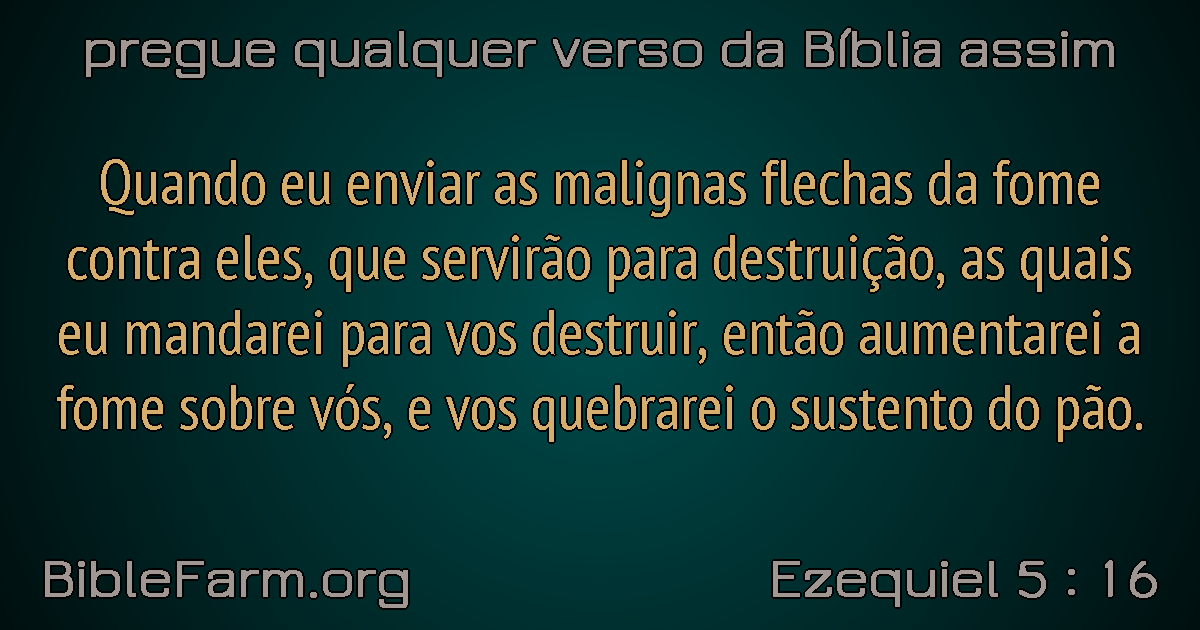 pregue qualquer verso da Bíblia assim
Quando eu enviar as malignas flechas da fome
contra eles, que servirão para destruição, as quais
eu mandarei para vos destruir, então aumentarei a
fome sobre vós, e vos quebrarei o sustento do pão.
BibleFarm.org
Ezequiel 5 : 16